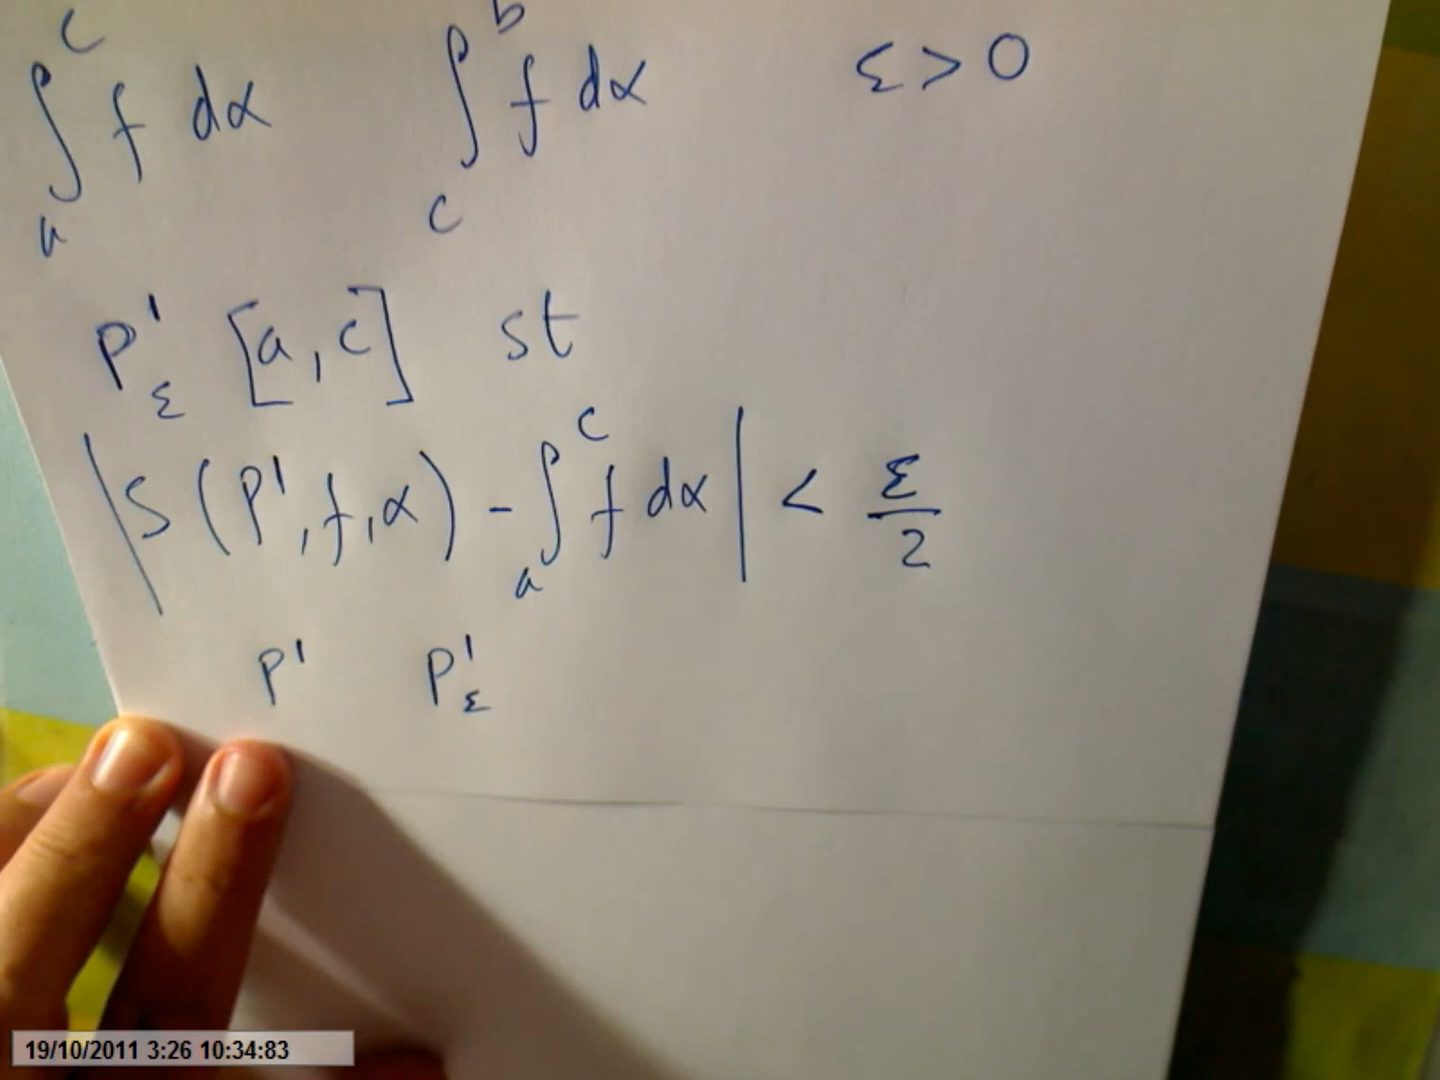 ∫_a^c f dα ∫_c^b f dα ε > 0
P'_ε [a, c] st
|S(P', f, α) - ∫_a^c f dα| < ε/2
P' P'_ε
19/10/2011 3:26 10:34:83